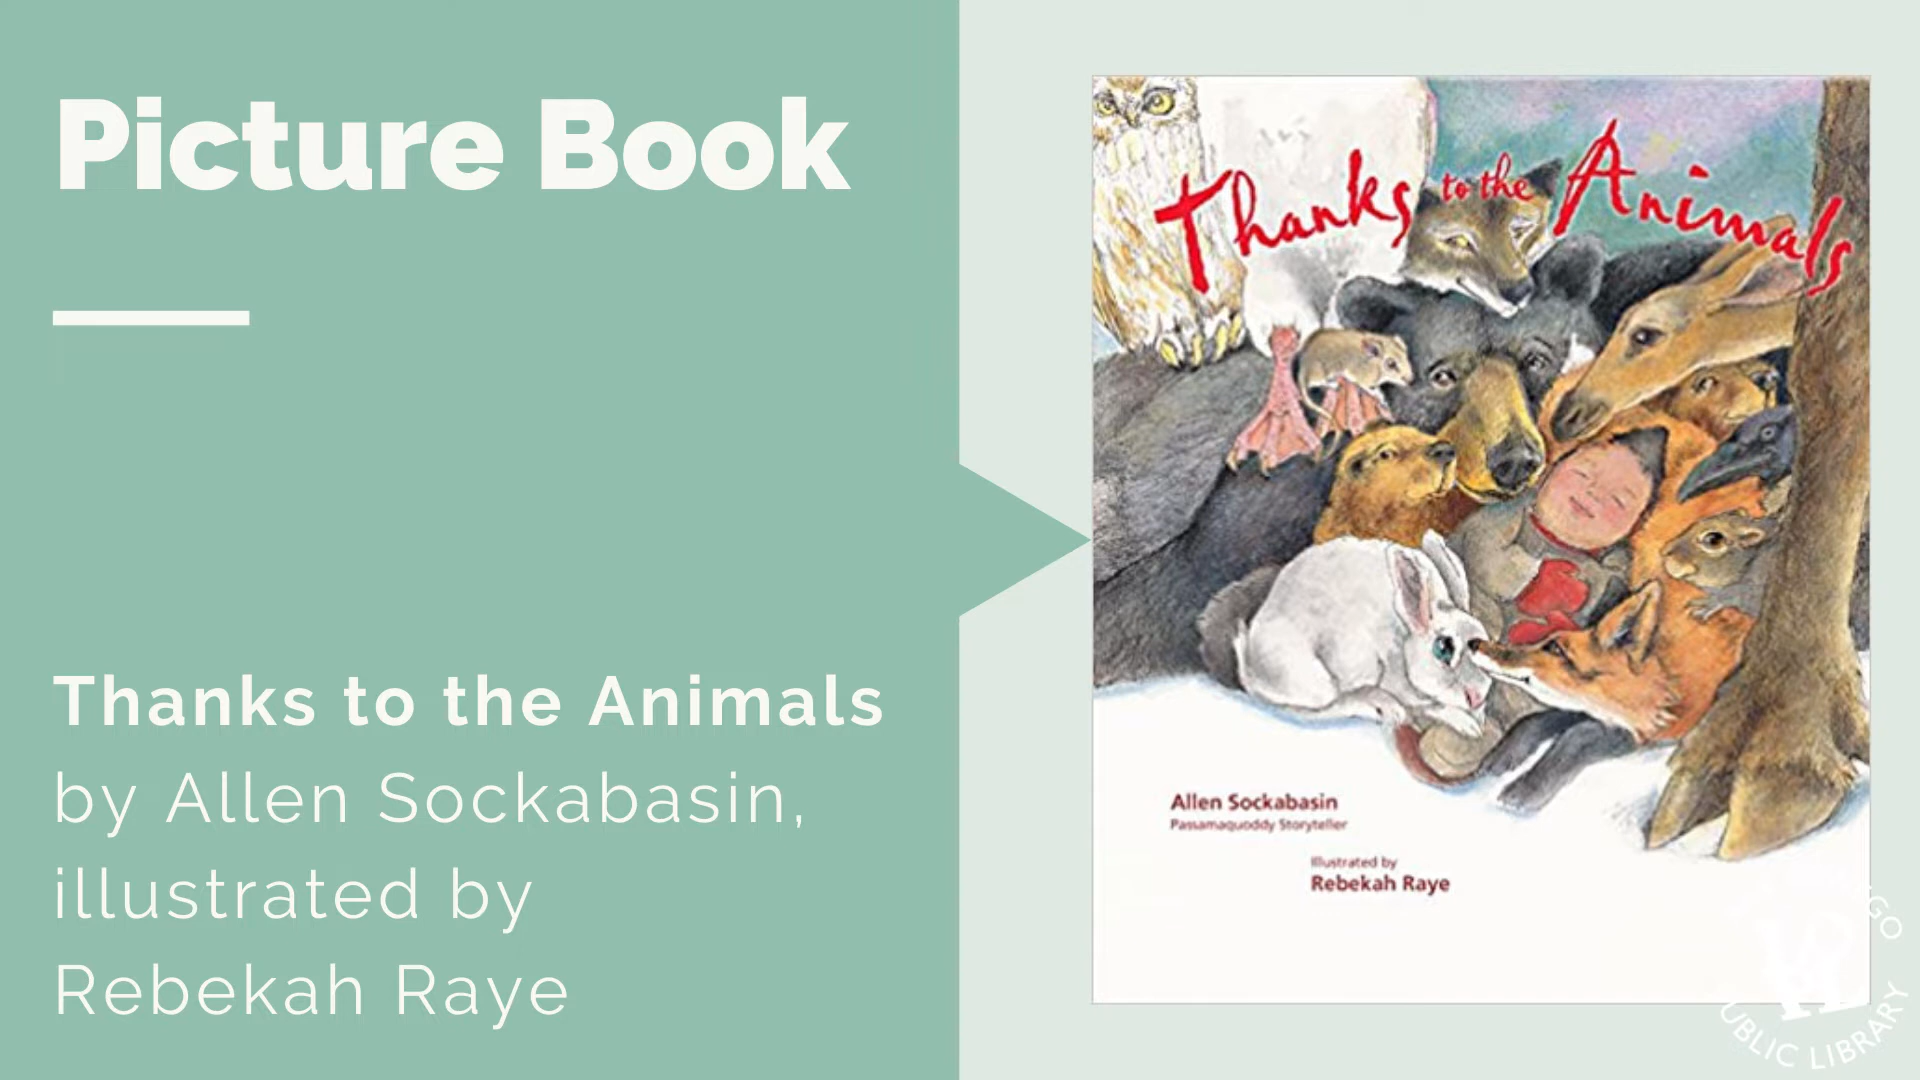 Picture Book
Thanks to the Animals
by Allen Sockabasin,
illustrated by
Rebekah Raye
Thanks to the Animals
Allen Sockabasin
Passamaquoddy Storyteller
Illustrated by
Rebekah Raye
PUBLIC LIBRARY